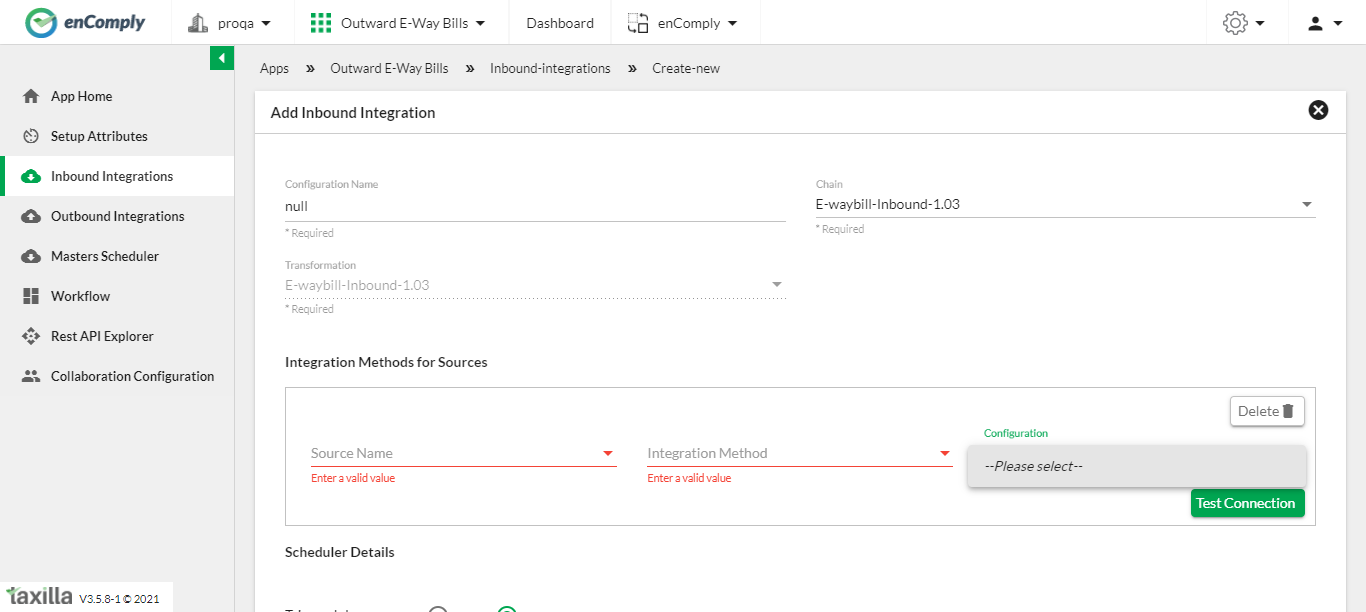 enComply proqa Outward E-Way Bills Dashboard enComply
Apps » Outward E-Way Bills » Inbound-integrations » Create-new
App Home
Setup Attributes
Inbound Integrations
Outbound Integrations
Masters Scheduler
Workflow
Rest API Explorer
Collaboration Configuration
taxilla V3.5.8-1 © 2021
Add Inbound Integration
Configuration Name
null
* Required
Chain
E-waybill-Inbound-1.03
* Required
Transformation
E-waybill-Inbound-1.03
* Required
Integration Methods for Sources
Delete
Source Name
Enter a valid value
Integration Method
Enter a valid value
Configuration
--Please select--
Test Connection
Scheduler Details